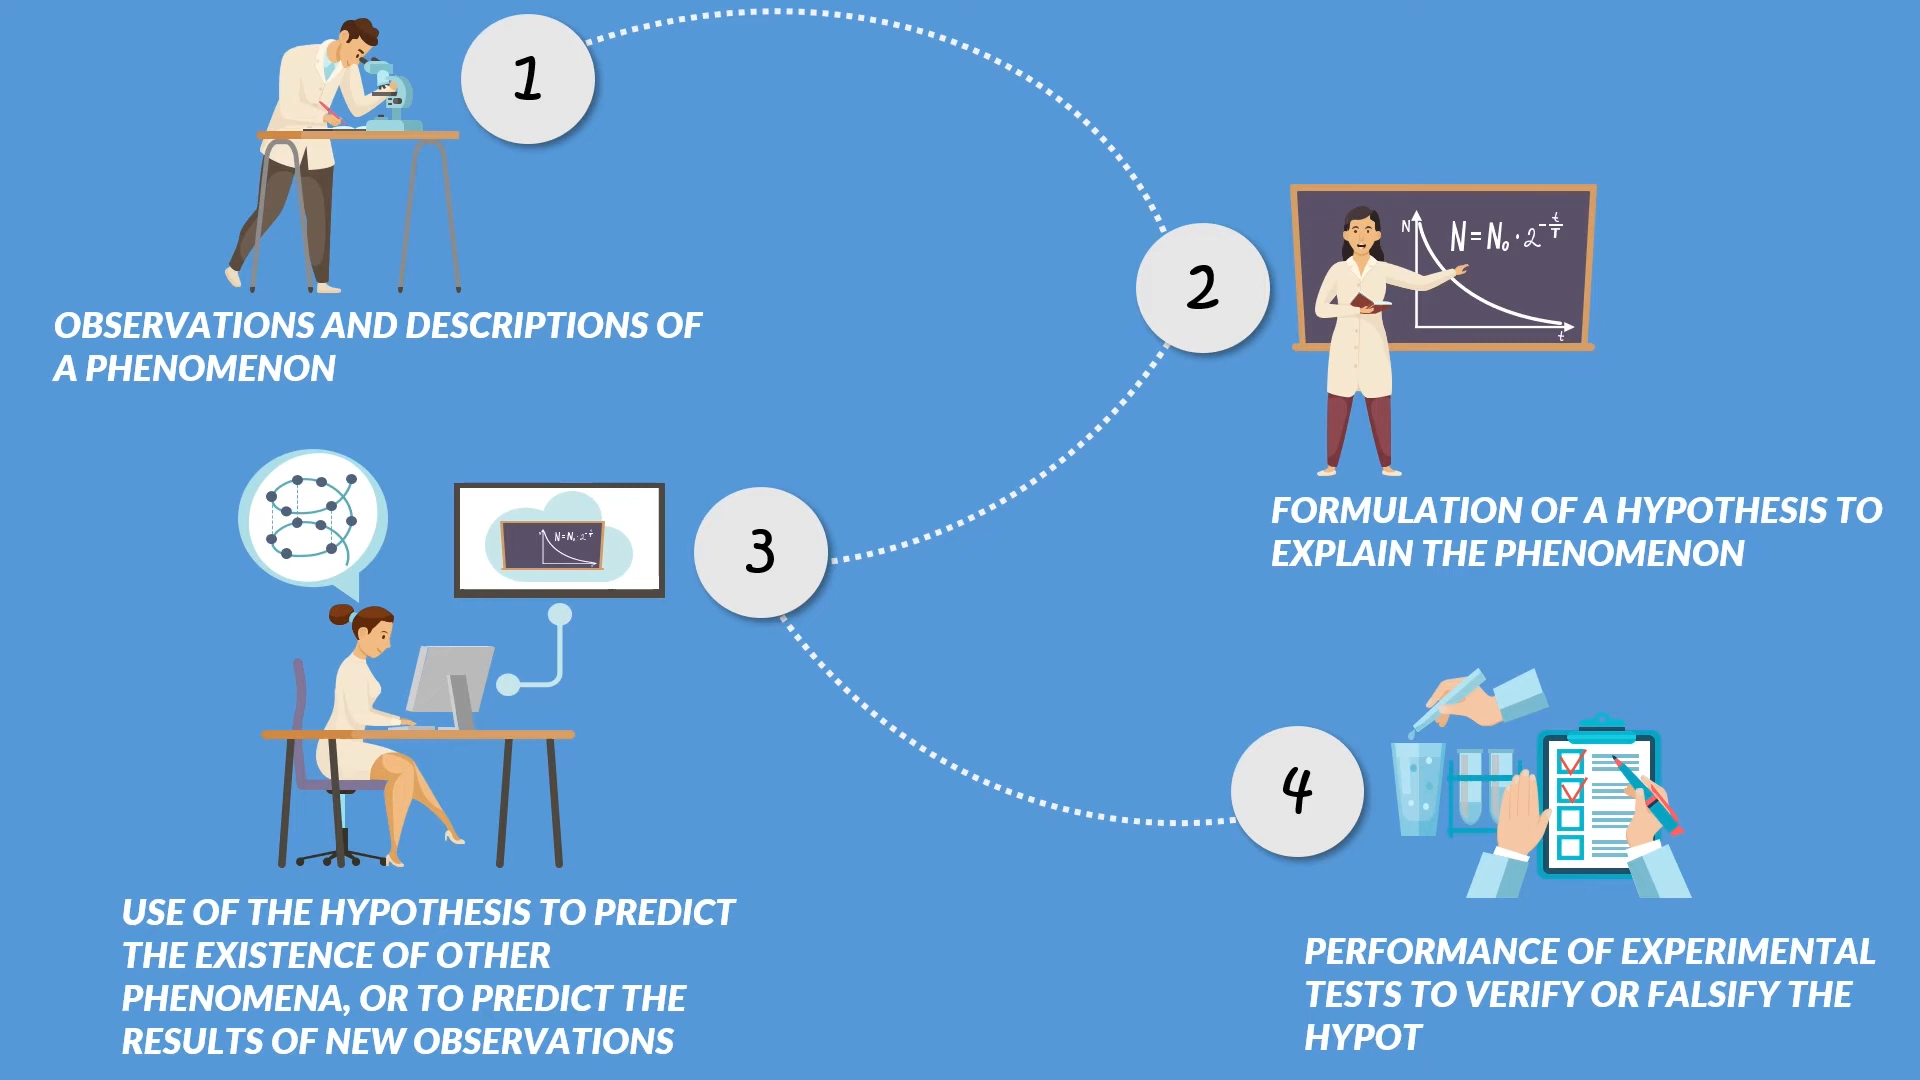 1
OBSERVATIONS AND DESCRIPTIONS OF
A PHENOMENON
2
N
N = N₀ · 2^(-t/T)
t
FORMULATION OF A HYPOTHESIS TO
EXPLAIN THE PHENOMENON
3
N = N₀ · 2^(-t/T)
USE OF THE HYPOTHESIS TO PREDICT
THE EXISTENCE OF OTHER
PHENOMENA, OR TO PREDICT THE
RESULTS OF NEW OBSERVATIONS
4
PERFORMANCE OF EXPERIMENTAL
TESTS TO VERIFY OR FALSIFY THE
HYPOT